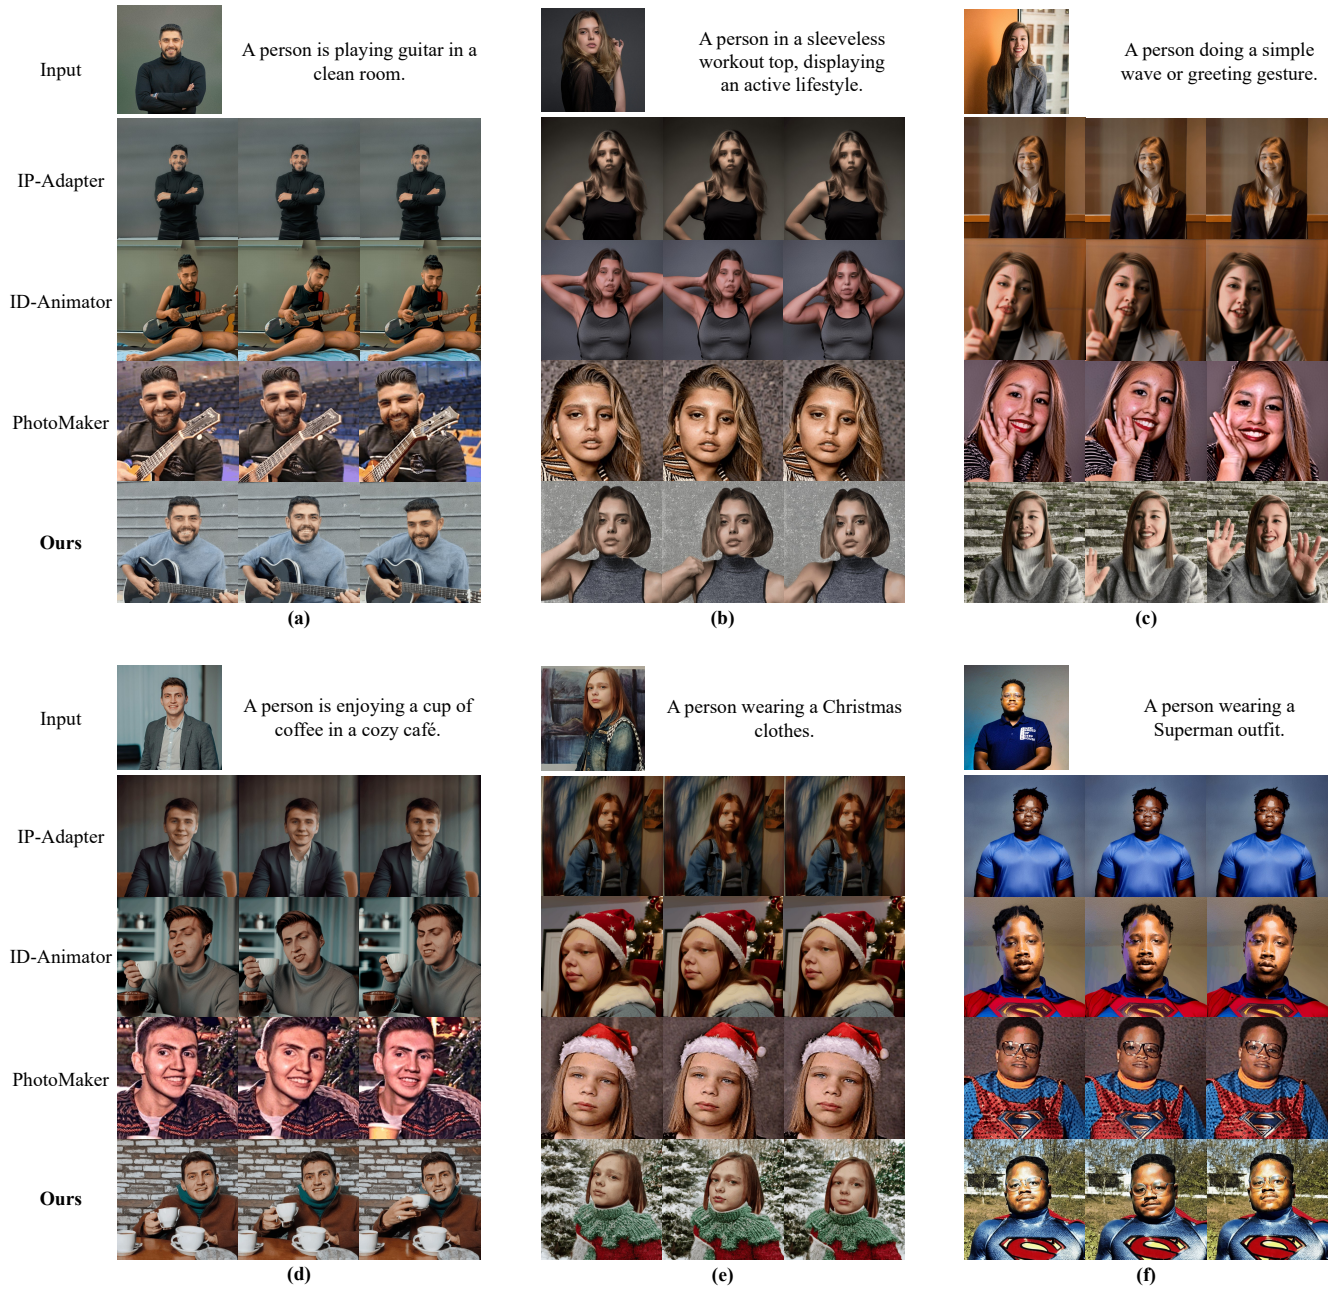 Input
A person is playing guitar in a
clean room.
A person in a sleeveless
workout top, displaying
an active lifestyle.
A person doing a simple
wave or greeting gesture.
IP-Adapter
ID-Animator
PhotoMaker
Ours
(a)
(b)
(c)
Input
A person is enjoying a cup of
coffee in a cozy café.
A person wearing a Christmas
clothes.
A person wearing a
Superman outfit.
IP-Adapter
ID-Animator
PhotoMaker
Ours
(d)
(e)
(f)